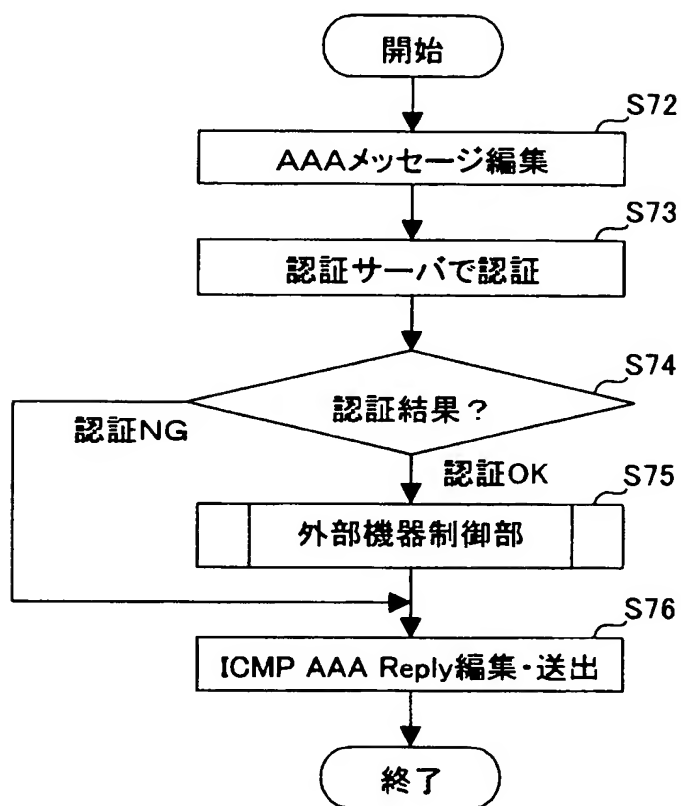 開始
S72
AAAメッセージ編集
S73
認証サーバで認証
S74
認証結果?
認証NG
認証OK
S75
外部機器制御部
S76
ICMP AAA Reply編集・送出
終了